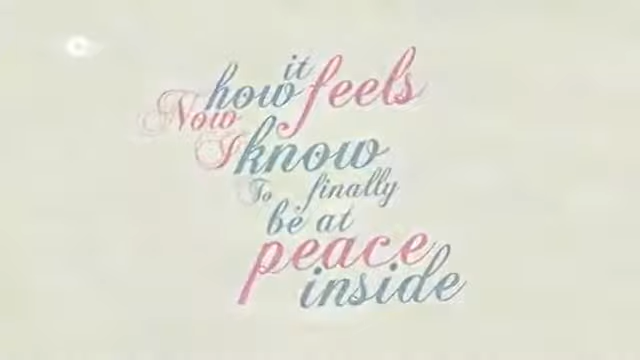 it
how feels
Now
I know
To finally
be at
peace
inside